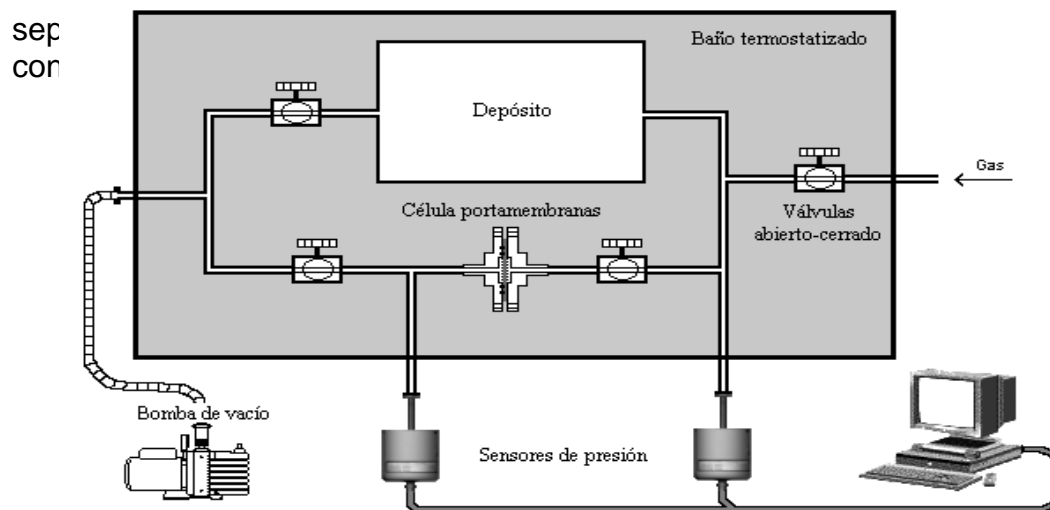 sep
con
Baño termostatizado
Depósito
Gas
Célula portamembranas
Válvulas
abierto-cerrado
Bomba de vacío
Sensores de presión